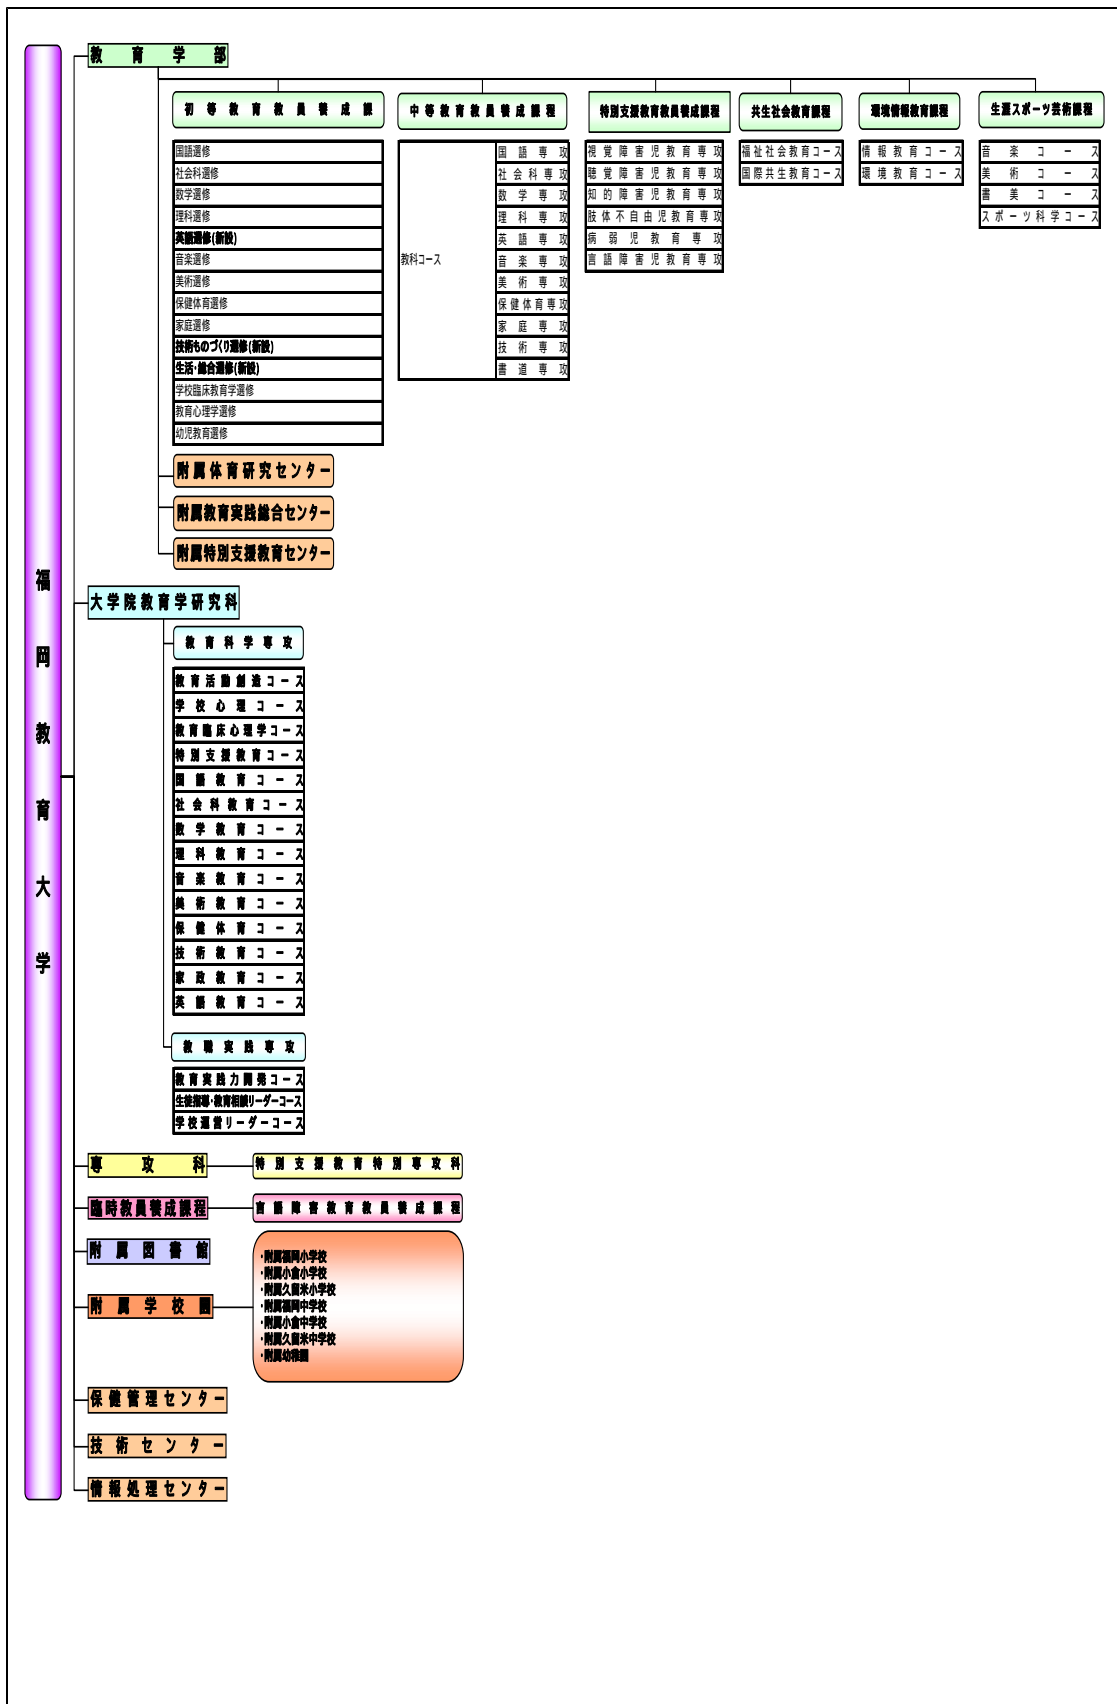 福岡教育大学
教育学部
初等教育教員養成課
国語選修
社会科選修
数学選修
理科選修
英語選修(新設)
音楽選修
美術選修
保健体育選修
家庭選修
技術ものづくり選修(新設)
生活・総合選修(新設)
学校臨床教育学選修
教育心理学選修
幼児教育選修
中等教育教員養成課程
教科コース
国語専攻
社会科専攻
数学専攻
理科専攻
英語専攻
音楽専攻
美術専攻
保健体育専攻
家庭専攻
技術専攻
書道専攻
特別支援教育教員養成課程
視覚障害児教育専攻
聴覚障害児教育専攻
知的障害児教育専攻
肢体不自由児教育専攻
病弱児教育専攻
言語障害児教育専攻
共生社会教育課程
福祉社会教育コース
国際共生教育コース
環境情報教育課程
情報教育コース
環境教育コース
生涯スポーツ芸術課程
音楽コース
美術コース
書美コース
スポーツ科学コース
附属体育研究センター
附属教育実践総合センター
附属特別支援教育センター
大学院教育学研究科
教育科学専攻
教育活動創造コース
学校心理コース
教育臨床心理学コース
特別支援教育コース
国語教育コース
社会科教育コース
数学教育コース
理科教育コース
音楽教育コース
美術教育コース
保健体育コース
技術教育コース
家政教育コース
英語教育コース
教職実践専攻
教育実践力開発コース
生徒指導・教育相談リーダーコース
学校運営リーダーコース
専攻科
特別支援教育特別専攻科
臨時教員養成課程
言語障害教育教員養成課程
附属図書館
附属学校園
・附属福岡小学校
・附属小倉小学校
・附属久留米小学校
・附属福岡中学校
・附属小倉中学校
・附属久留米中学校
・附属幼稚園
保健管理センター
技術センター
情報処理センター